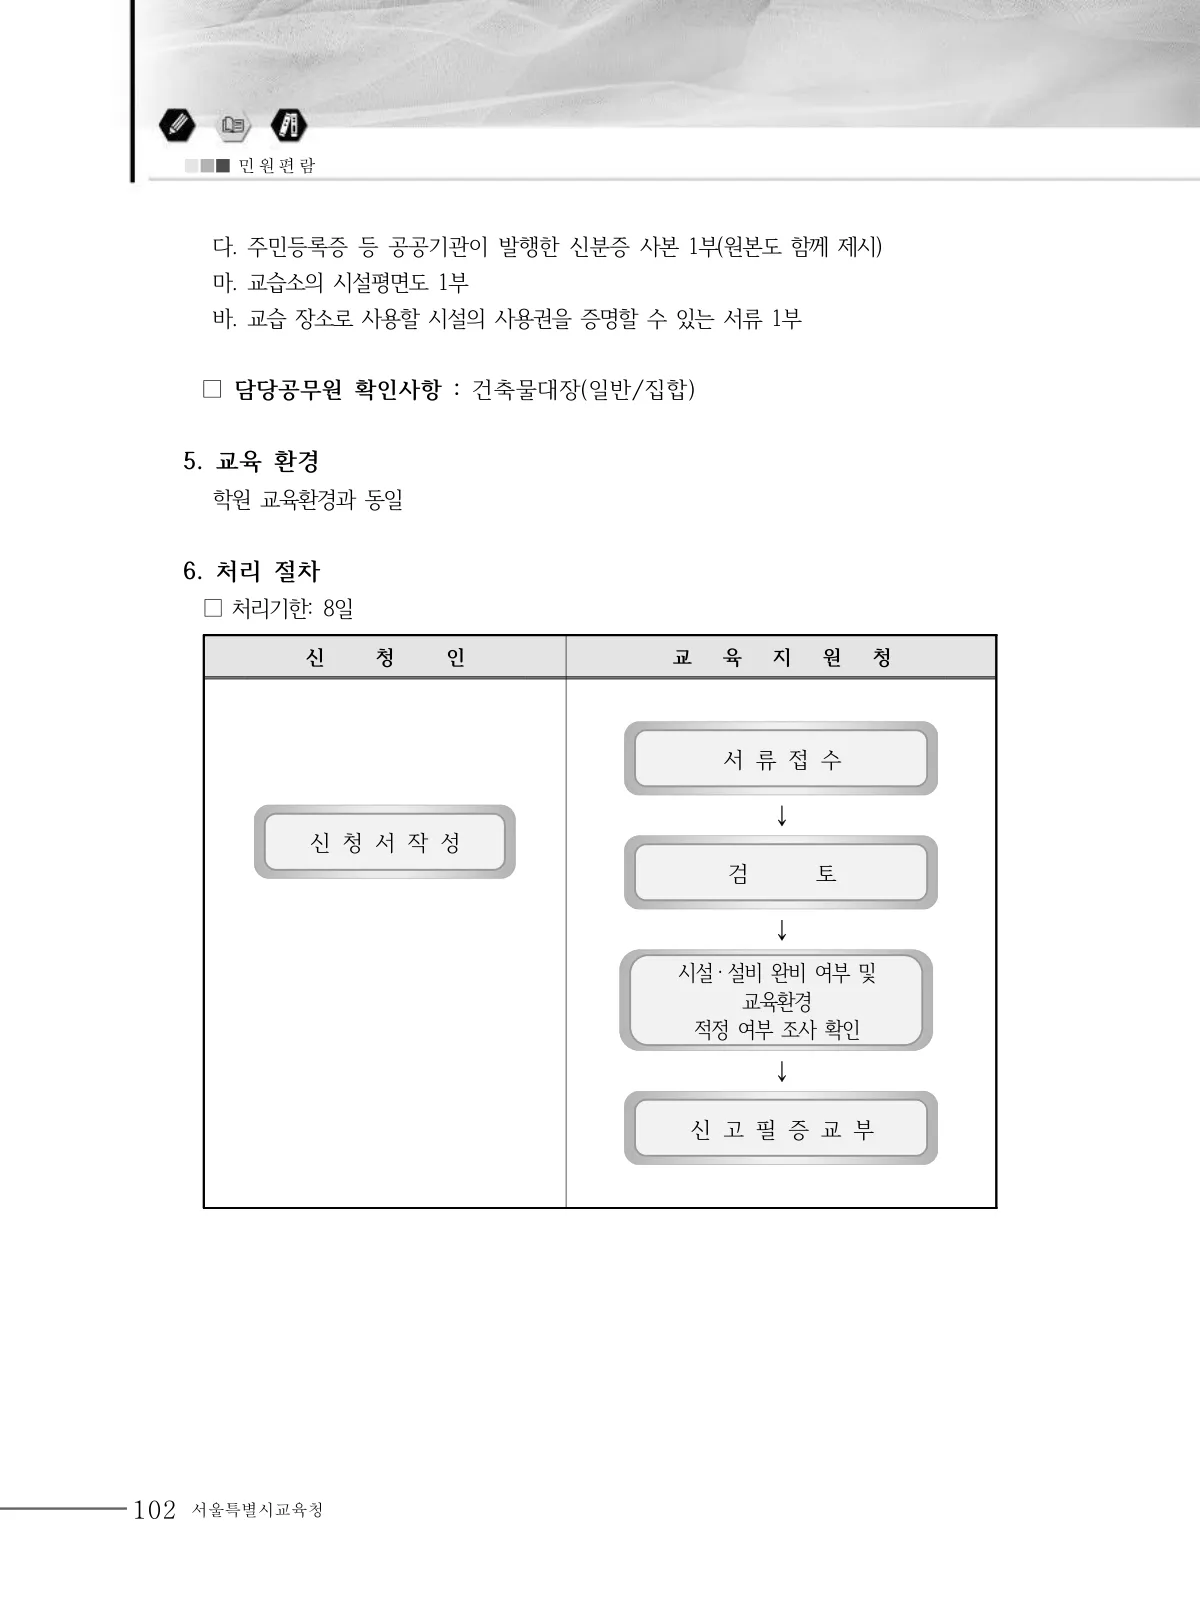 민원편람
다. 주민등록증 등 공공기관이 발행한 신분증 사본 1부(원본도 함께 제시)
마. 교습소의 시설평면도 1부
바. 교습 장소로 사용할 시설의 사용권을 증명할 수 있는 서류 1부
□ 담당공무원 확인사항 : 건축물대장(일반/집합)
5. 교육 환경
학원 교육환경과 동일
6. 처리 절차
□ 처리기한: 8일
신 청 인
교 육 지 원 청
신 청 서 작 성
서 류 접 수
↓
검 토
↓
시설·설비 완비 여부 및
교육환경
적정 여부 조사 확인
↓
신 고 필 증 교 부
102 서울특별시교육청